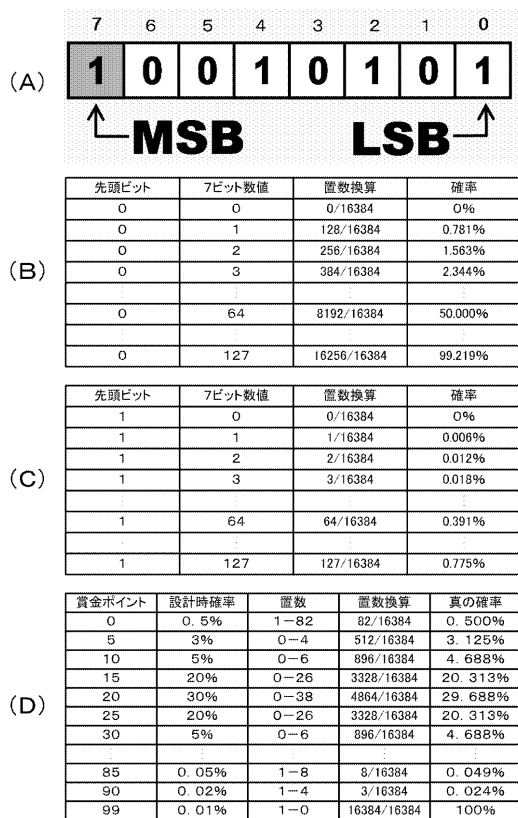 7 6 5 4 3 2 1 0
(A) 1 0 0 1 0 1 0 1
MSB LSB
(B)
先頭ビット 7ビット数値 置数換算 確率
0 0 0/16384 0%
0 1 128/16384 0.781%
0 2 256/16384 1.563%
0 3 384/16384 2.344%
0 64 8192/16384 50.000%
0 127 16256/16384 99.219%
(C)
先頭ビット 7ビット数値 置数換算 確率
1 0 0/16384 0%
1 1 1/16384 0.006%
1 2 2/16384 0.012%
1 3 3/16384 0.018%
1 64 64/16384 0.391%
1 127 127/16384 0.775%
(D)
賞金ポイント 設計時確率 置数 置数換算 真の確率
0 0.5% 1-82 82/16384 0.500%
5 3% 0-4 512/16384 3.125%
10 5% 0-6 896/16384 4.688%
15 20% 0-26 3328/16384 20.313%
20 30% 0-38 4864/16384 29.688%
25 20% 0-26 3328/16384 20.313%
30 5% 0-6 896/16384 4.688%
85 0.05% 1-8 8/16384 0.049%
90 0.02% 1-4 3/16384 0.024%
99 0.01% 1-0 16384/16384 100%